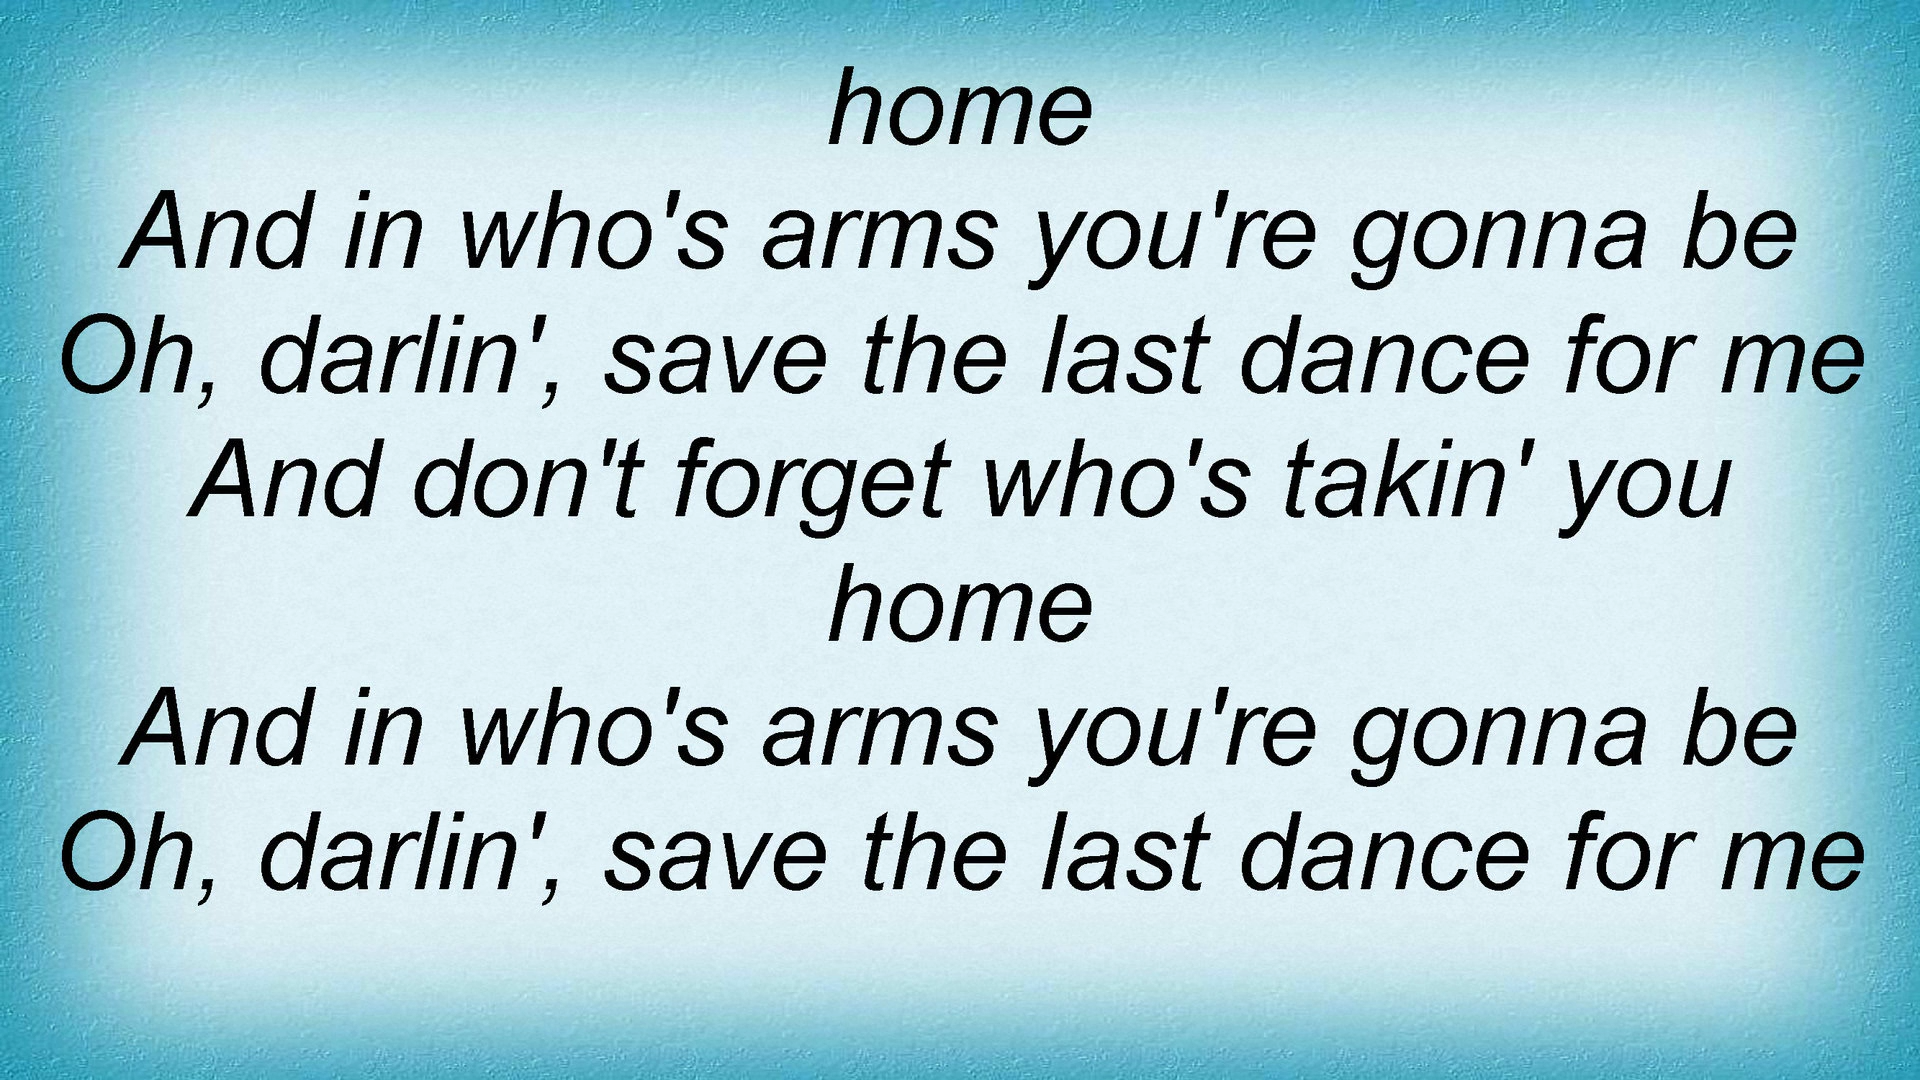 home
And in who's arms you're gonna be
Oh, darlin', save the last dance for me
And don't forget who's takin' you
home
And in who's arms you're gonna be
Oh, darlin', save the last dance for me